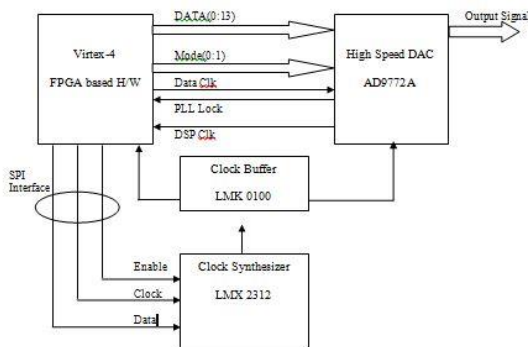 DATA(0:13)
Output Signal
Virtex-4
FPGA based H/W
Mode(0:1)
High Speed DAC
AD9772A
Data Clk
PLL Lock
DSP Clk
SPI
Interface
Clock Buffer
LMK 0100
Enable
Clock Synthesizer
LMX 2312
Clock
Data